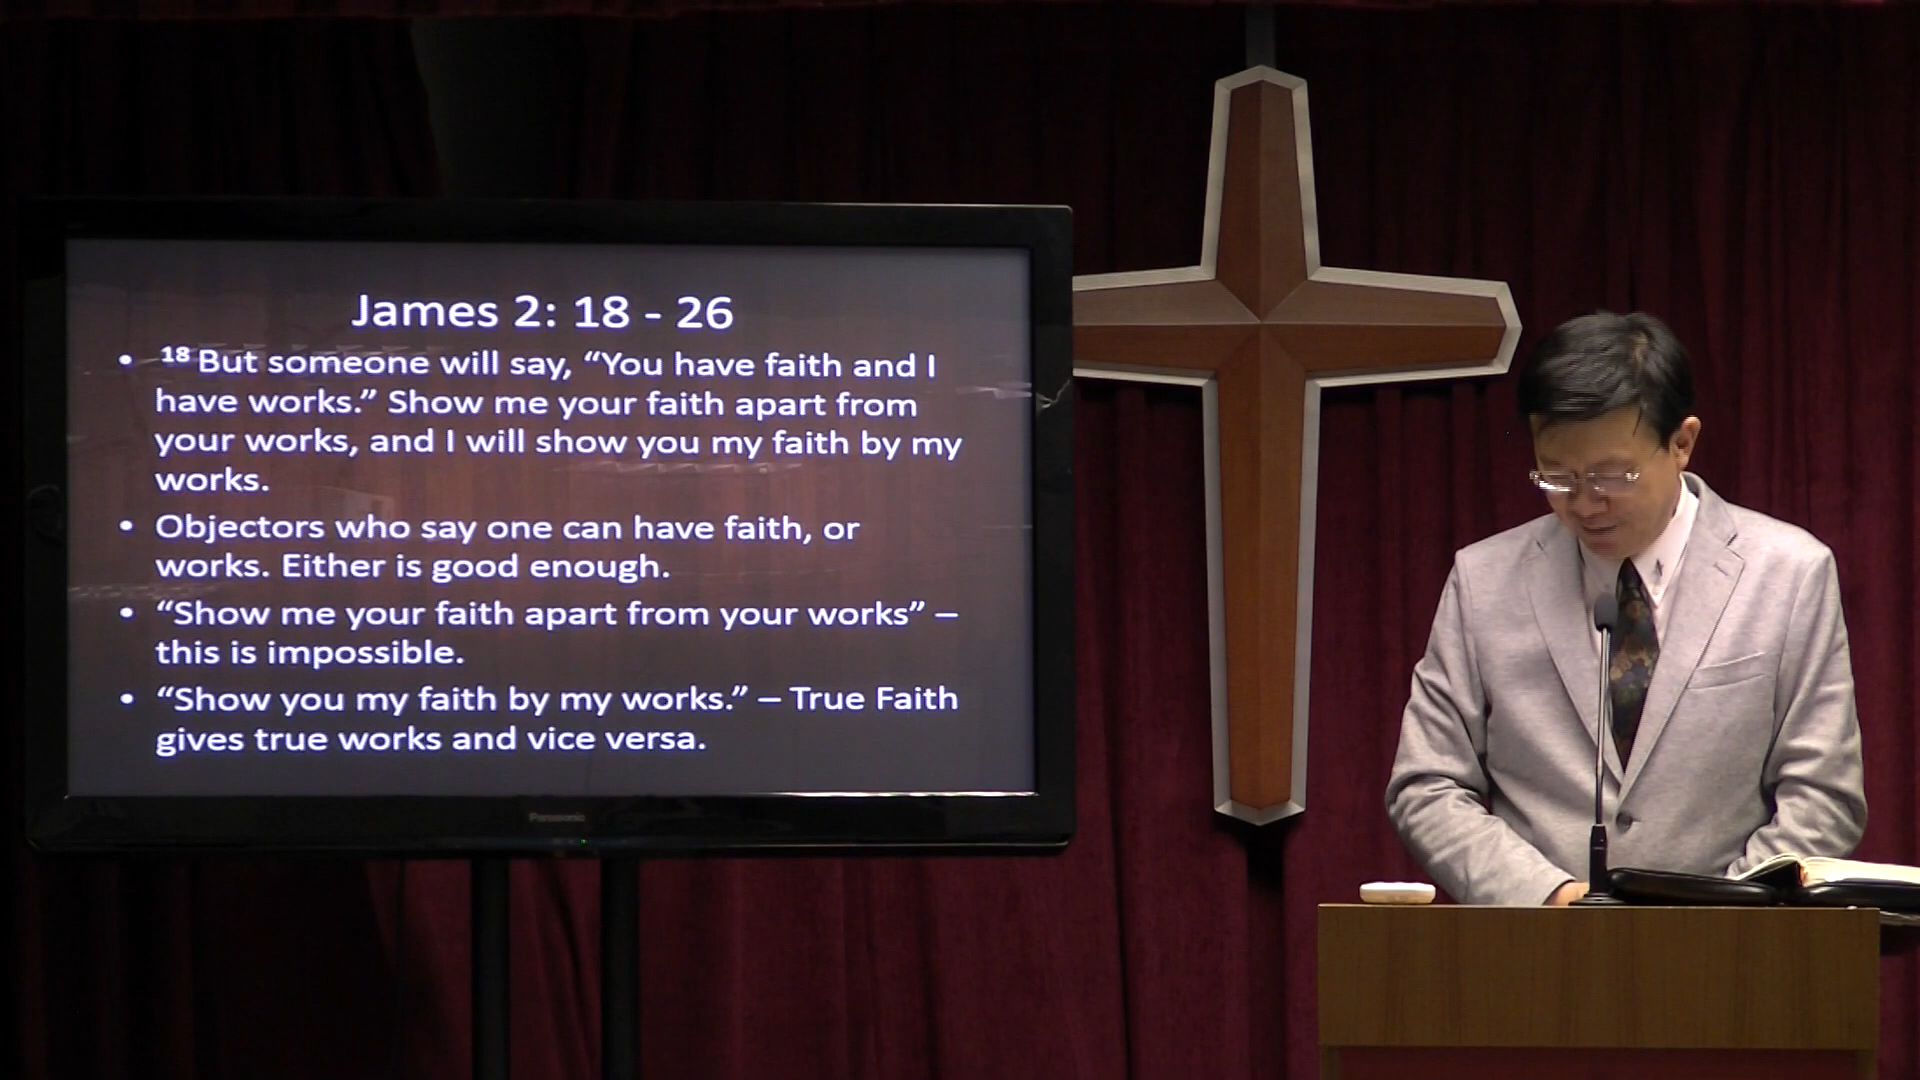 James 2: 18 - 26
• 18 But someone will say, “You have faith and I
have works.” Show me your faith apart from
your works, and I will show you my faith by my
works.
• Objectors who say one can have faith, or
works. Either is good enough.
• “Show me your faith apart from your works” –
this is impossible.
• “Show you my faith by my works.” – True Faith
gives true works and vice versa.
Panasonic